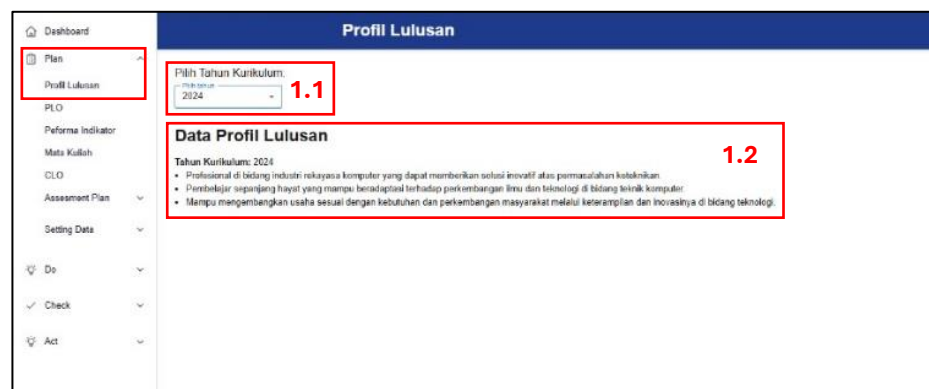 Dashboard
Profil Lulusan
Plan
Profil Lulusan
PLO
Peforma Indikator
Mata Kuliah
CLO
Assesment Plan
Setting Data
Do
Check
Act
Pilih Tahun Kurikulum:
Pilih tahun
2024
1.1
Data Profil Lulusan
1.2
Tahun Kurikulum: 2024
• Profesional di bidang industri rekayasa komputer yang dapat memberikan solusi inovatif atas permasalahan keteknikan.
• Pembelajar sepanjang hayat yang mampu beradaptasi terhadap perkembangan ilmu dan teknologi di bidang teknik komputer.
• Mampu mengembangkan usaha sesuai dengan kebutuhan dan perkembangan masyarakat melalui keterampilan dan inovasinya di bidang teknologi.